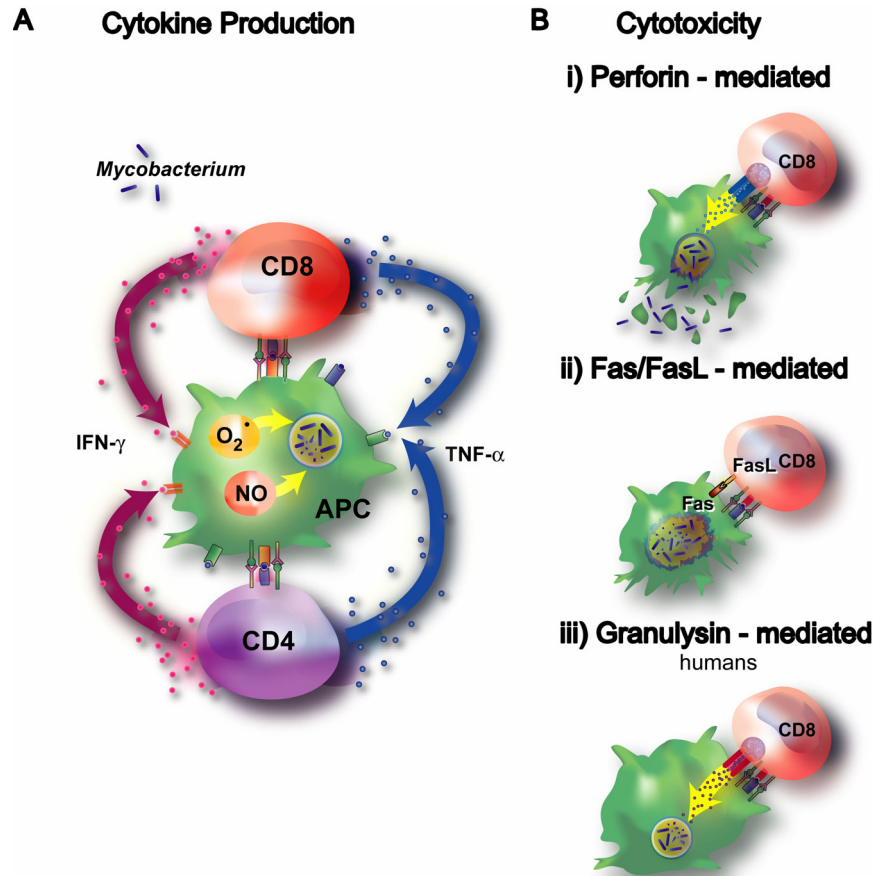 A Cytokine Production
Mycobacterium
CD8
IFN-γ
O₂•
NO
APC
TNF-α
CD4
B Cytotoxicity
i) Perforin - mediated
CD8
ii) Fas/FasL - mediated
FasL CD8
Fas
iii) Granulysin - mediated
humans
CD8